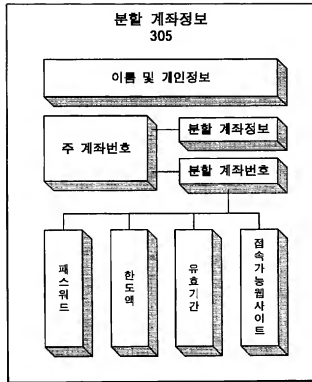 분할 계좌정보
305
이름 및 개인정보
주 계좌번호
분할 계좌정보
분할 계좌번호
패스워드
한도액
유효기간
접속가능웹사이트